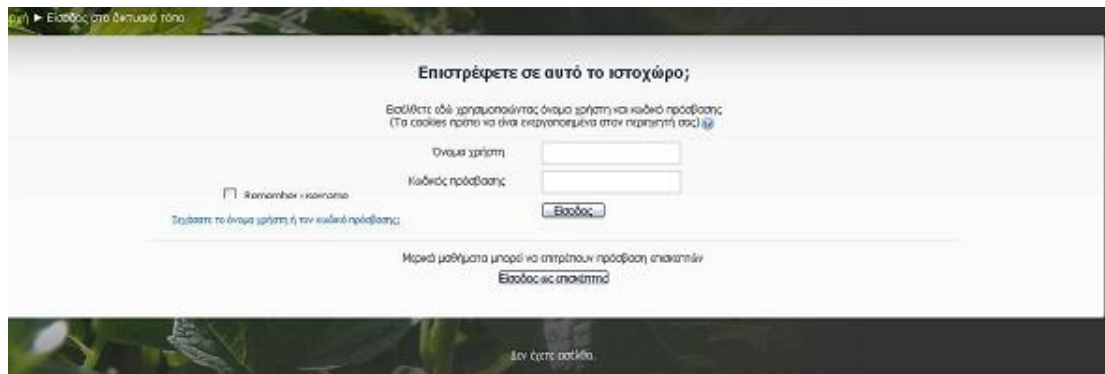 ► Είσοδος στο δικτυακό τόπο
Επιστρέφετε σε αυτό το ιστοχώρο;
Εισέλθετε εδώ χρησιμοποιώντας όνομα χρήστη και κωδικό πρόσβασης
(Τα cookies πρέπει να είναι ενεργοποιημένα στον περιηγητή σας)
Όνομα χρήστη
Κωδικός πρόσβασης
Remember username
Είσοδος
Ξεχάσατε το όνομα χρήστη ή τον κωδικό πρόσβασης;
Μερικά μαθήματα μπορεί να επιτρέπουν πρόσβαση επισκεπτών
Είσοδος ως επισκέπτης
Δεν έχετε εισέλθει.